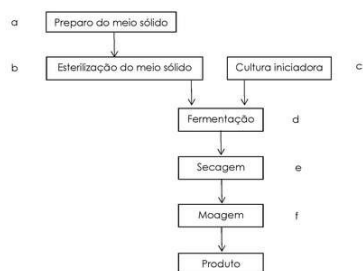 a
Preparo do meio sólido
b
Esterilização do meio sólido
Cultura iniciadora
c
Fermentação
d
Secagem
e
Moagem
f
Produto